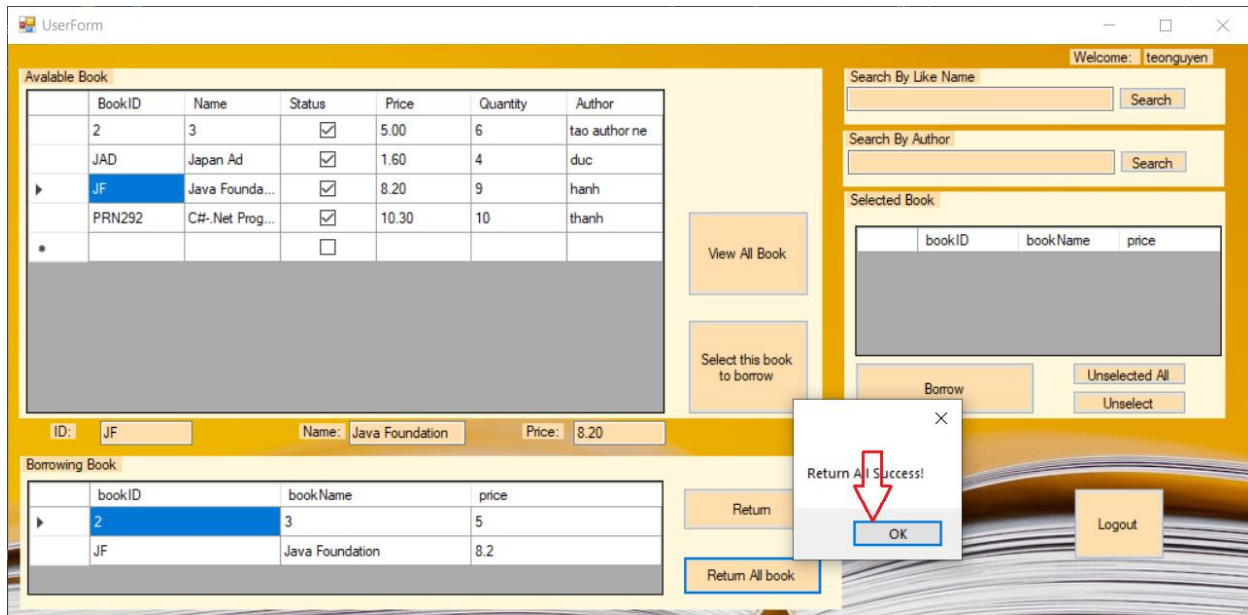 UserForm
Welcome: teonguyen
Avalable Book
BookID Name Status Price Quantity Author
2 3 5.00 6 tao author ne
JAD Japan Ad 1.60 4 duc
JF Java Founda... 8.20 9 hanh
PRN292 C#-.Net Prog... 10.30 10 thanh
View All Book
Select this book
to borrow
ID: JF Name: Java Foundation Price: 8.20
Search By Like Name
Search
Search By Author
Search
Selected Book
bookID bookName price
Borrow
Unselected All
Unselect
Borrowing Book
bookID bookName price
2 3 5
JF Java Foundation 8.2
Return
Return All book
Return All Success!
OK
Logout